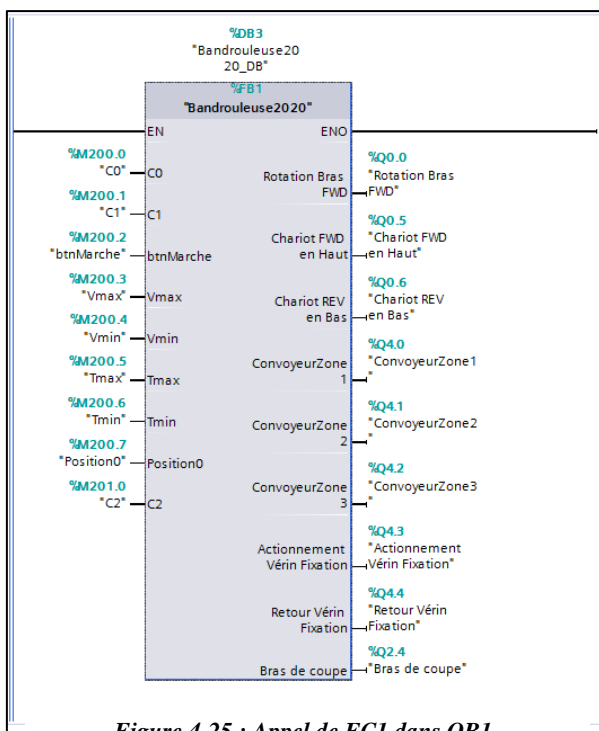 %DB3
"Bandrouleuse20
20_DB"
%FB1
"Bandrouleuse2020"
EN
ENO
%M200.0
"C0"
C0
%M200.1
"C1"
C1
%M200.2
"btnMarche"
btnMarche
%M200.3
"Vmax"
Vmax
%M200.4
"Vmin"
Vmin
%M200.5
"Tmax"
Tmax
%M200.6
"Tmin"
Tmin
%M200.7
"Position0"
Position0
%M201.0
"C2"
C2
Rotation Bras
FWD
%Q0.0
"Rotation Bras
FWD"
Chariot FWD
en Haut
%Q0.5
"Chariot FWD
en Haut"
Chariot REV
en Bas
%Q0.6
"Chariot REV
en Bas"
ConvoyeurZone
1
%Q4.0
"ConvoyeurZone1
"
ConvoyeurZone
2
%Q4.1
"ConvoyeurZone2
"
ConvoyeurZone
3
%Q4.2
"ConvoyeurZone3
"
Actionnement
Vérin Fixation
%Q4.3
"Actionnement
Vérin Fixation"
Retour Vérin
Fixation
%Q4.4
"Retour Vérin
Fixation"
Bras de coupe
%Q2.4
"Bras de coupe"
Figure 4.25 : Appel de FC1 dans OB1